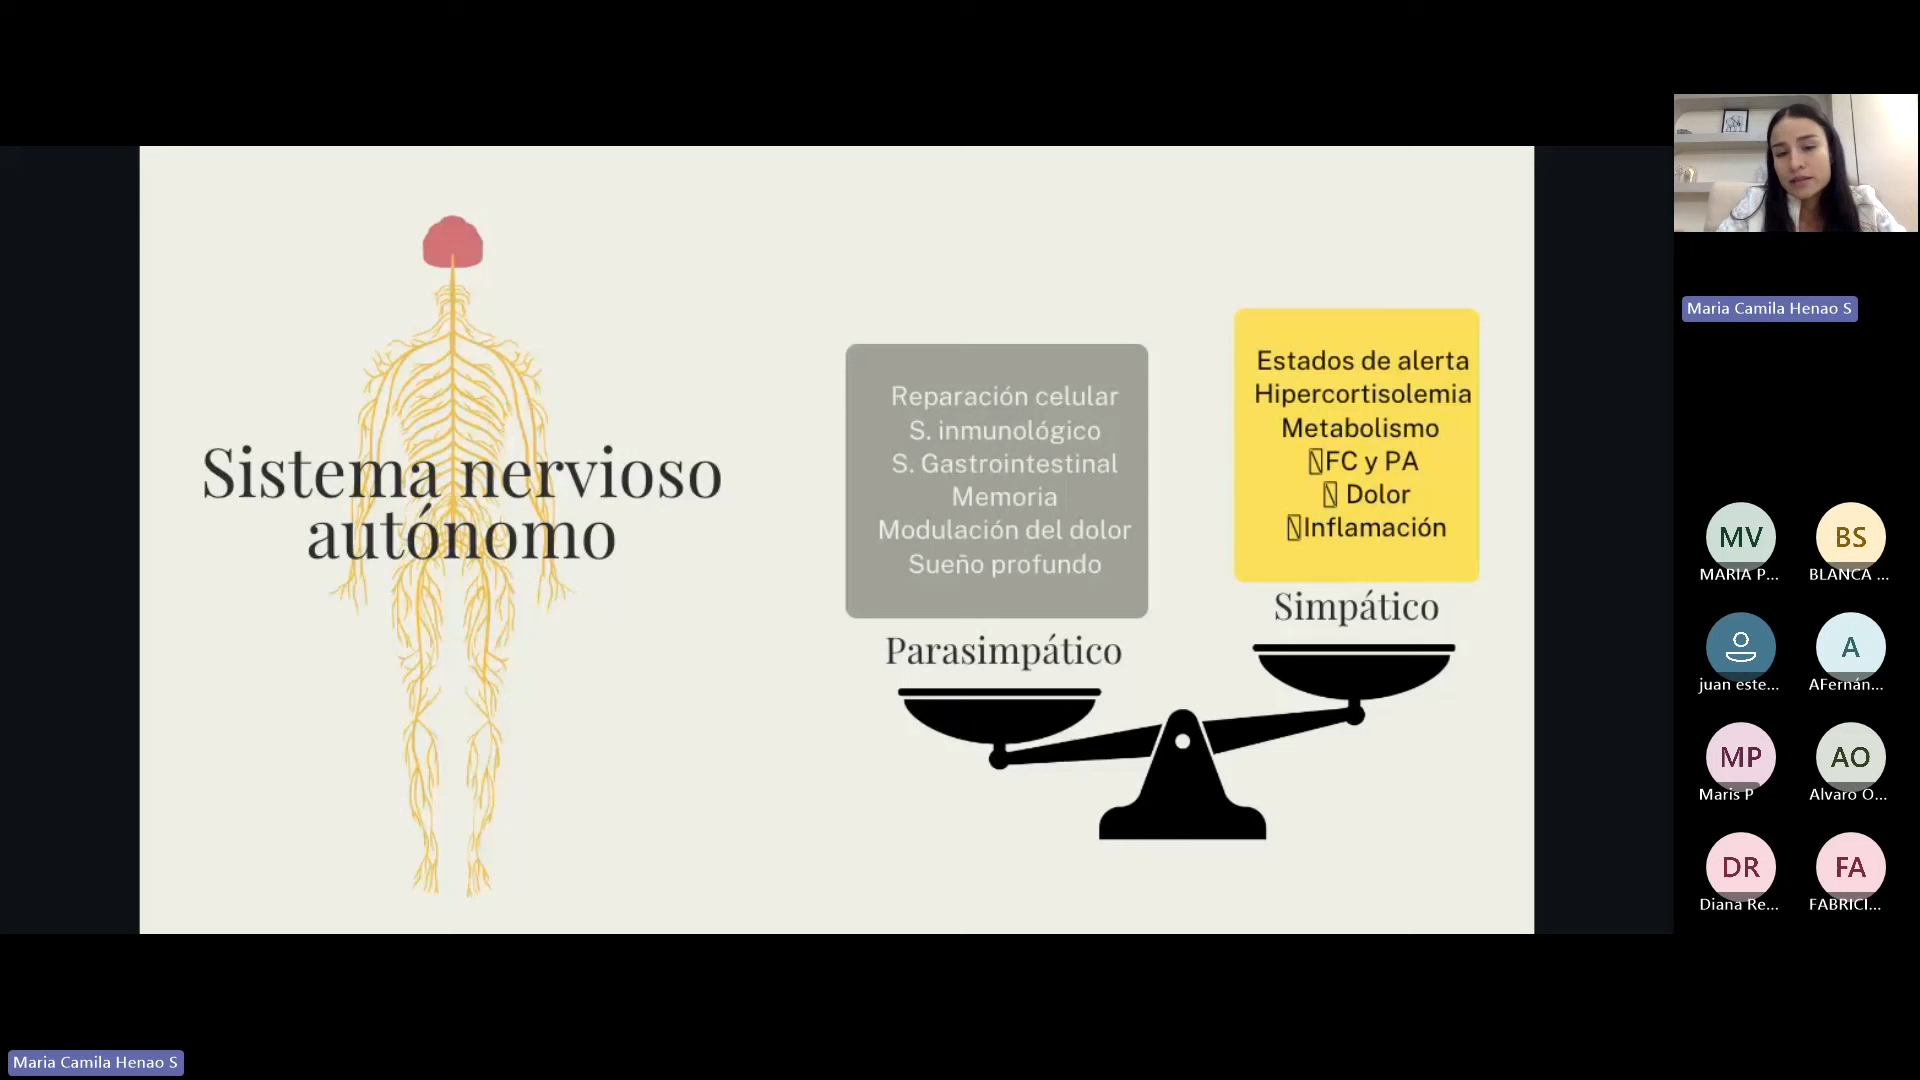 Sistema nervioso
autónomo
Reparación celular
S. inmunológico
S. Gastrointestinal
Memoria
Modulación del dolor
Sueño profundo
Parasimpático
Estados de alerta
Hipercortisolemia
Metabolismo
FC y PA
Dolor
Inflamación
Simpático
Maria Camila Henao S
MV
MARIA P...
BS
BLANCA ...
juan este...
A
AFernán...
MP
Maris P
AO
Alvaro O...
DR
Diana Re...
FA
FABRICI...
Maria Camila Henao S